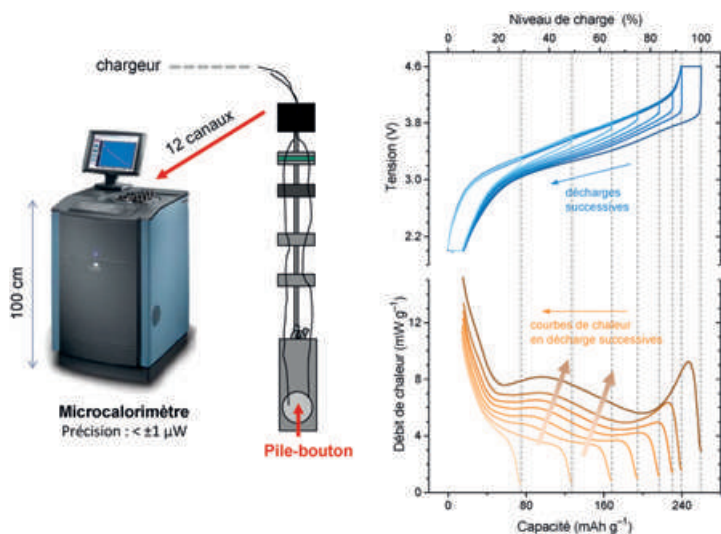 chargeur
12 canaux
100 cm
Microcalorimètre
Précision : < ±1 µW
Pile-bouton
Niveau de charge (%)
0 20 40 60 80 100
4.6
3.8
3.0
2.2
Tension (V)
décharges
successives
12
8
4
0
Débit de chaleur (mW g⁻¹)
courbes de chaleur
en décharge successives
0 80 160 240
Capacité (mAh g⁻¹)